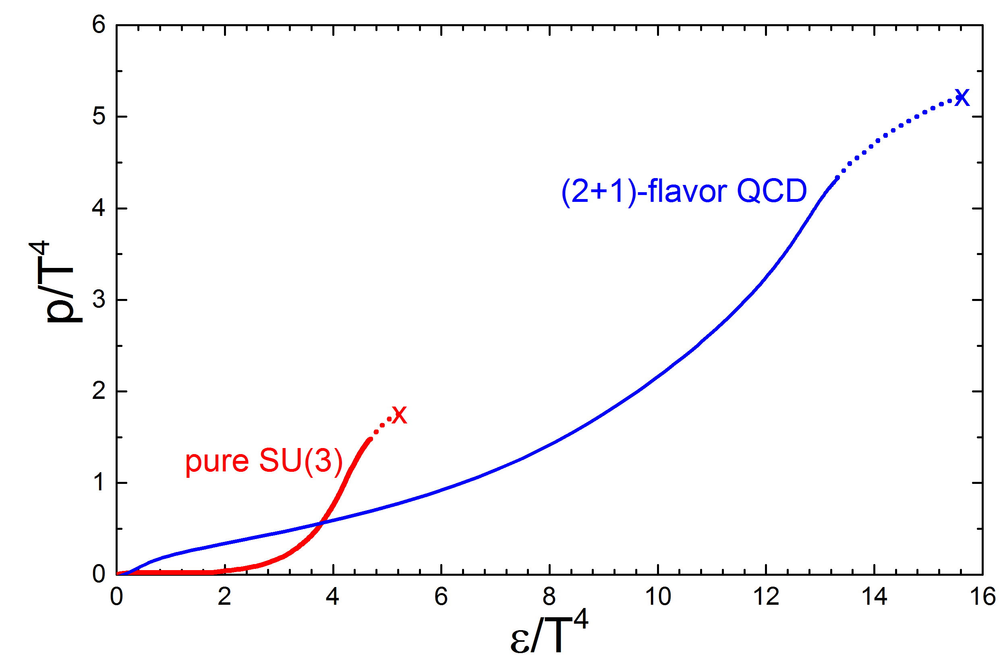 6
5
4
3
2
1
0
p/T⁴
(2+1)-flavor QCD
x
x
pure SU(3)
0 2 4 6 8 10 12 14 16
ε/T⁴